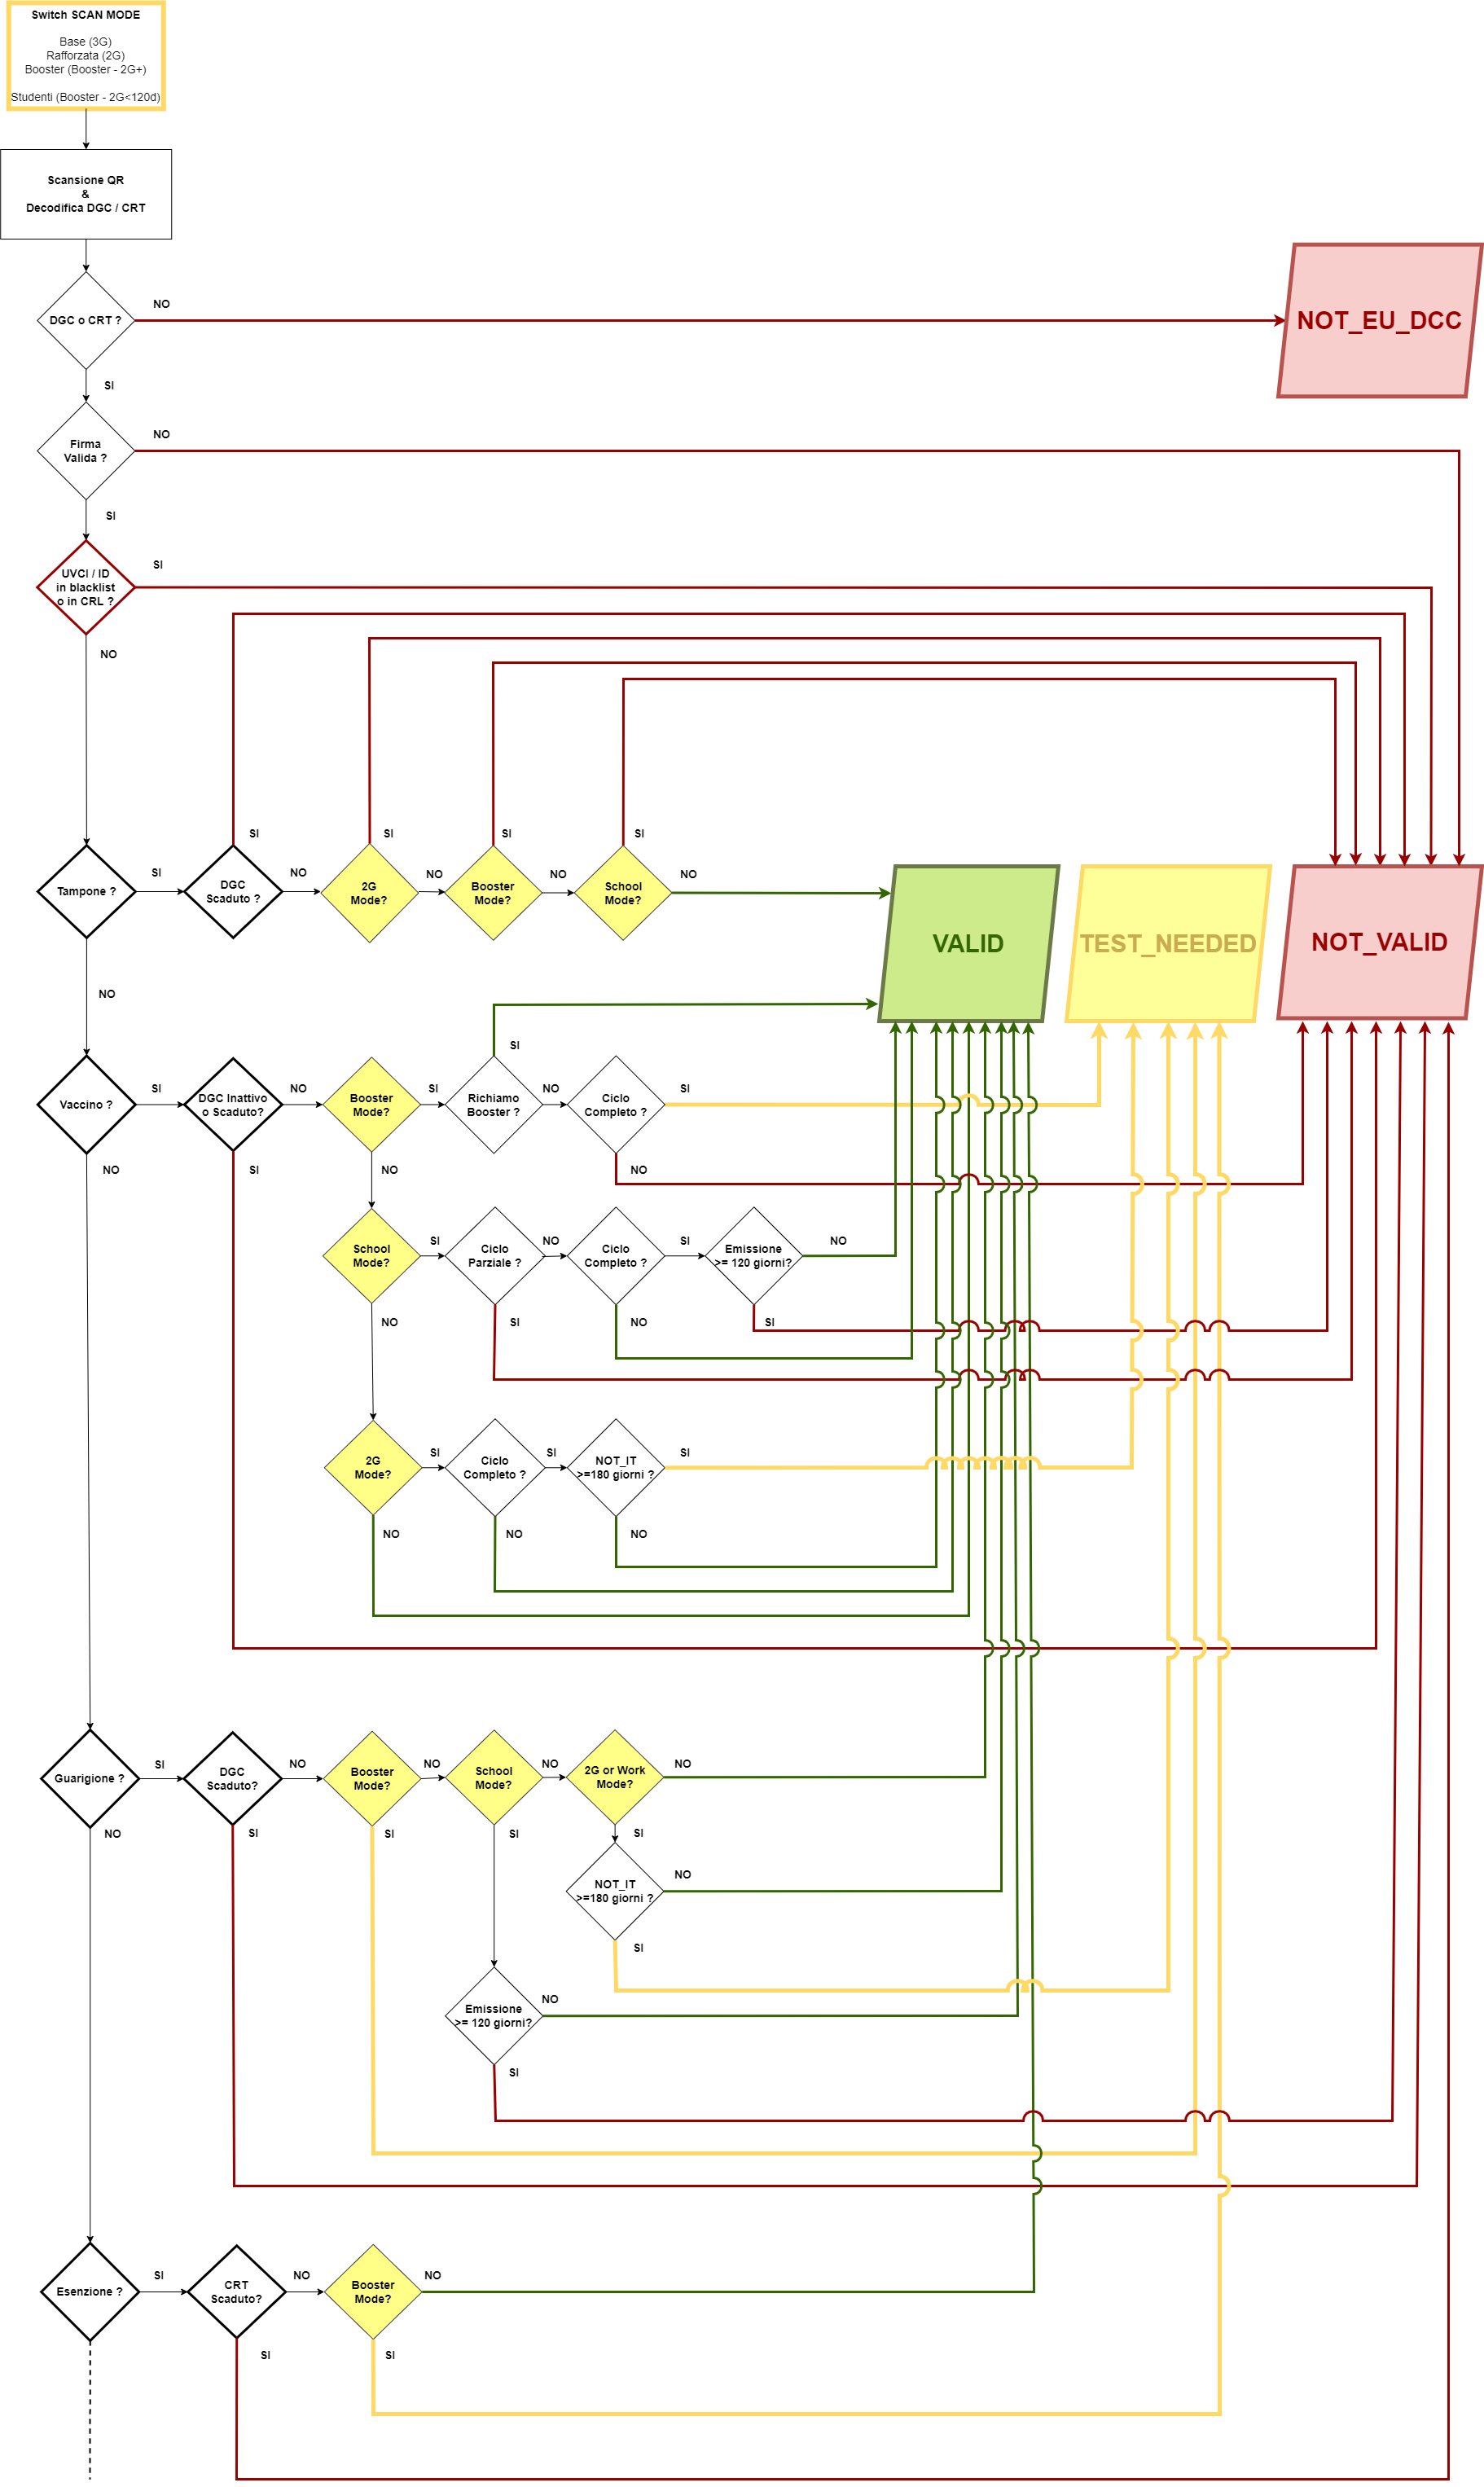 Switch SCAN MODE
Base (3G)
Rafforzata (2G)
Booster (Booster - 2G+)
Studenti (Booster - 2G<120d)
Scansione QR
&
Decodifica DGC / CRT
DGC o CRT ?
NO
NOT_EU_DCC
SI
Firma
Valida ?
NO
SI
UVCI / ID
in blacklist
o in CRL ?
SI
NO
Tampone ?
SI
DGC
Scaduto ?
SI
NO
2G
Mode?
SI
NO
Booster
Mode?
SI
NO
School
Mode?
SI
NO
VALID
TEST_NEEDED
NOT_VALID
NO
Vaccino ?
SI
DGC Inattivo
o Scaduto?
NO
Booster
Mode?
SI
Richiamo
Booster ?
SI
NO
Ciclo
Completo ?
SI
NO
SI
NO
NO
School
Mode?
SI
Ciclo
Parziale ?
NO
Ciclo
Completo ?
SI
Emissione
>= 120 giorni?
NO
NO
SI
NO
SI
2G
Mode?
SI
Ciclo
Completo ?
SI
NOT_IT
>=180 giorni ?
SI
NO
NO
NO
Guarigione ?
SI
DGC
Scaduto?
NO
Booster
Mode?
NO
School
Mode?
NO
2G or Work
Mode?
NO
NO
SI
SI
SI
SI
NOT_IT
>=180 giorni ?
NO
SI
Emissione
>= 120 giorni?
NO
SI
Esenzione ?
SI
CRT
Scaduto?
NO
Booster
Mode?
NO
SI
SI